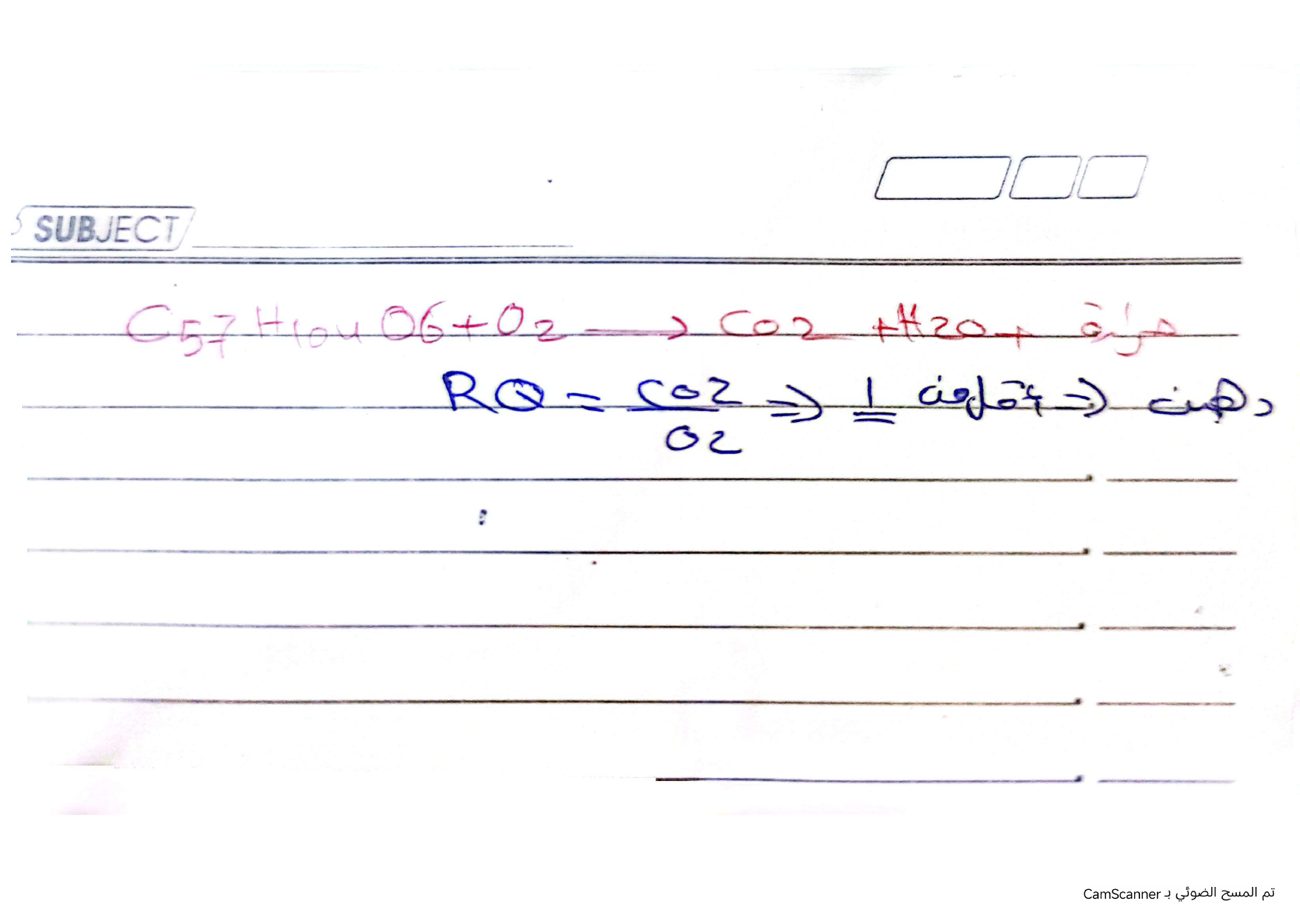 SUBJECT
C57 H104 O6 + O2 → CO2 + H2O + حرارة
RQ = CO2/O2 ⇒ 1 أقل من ⇒ دهن
تم المسح الضوئي بـ CamScanner